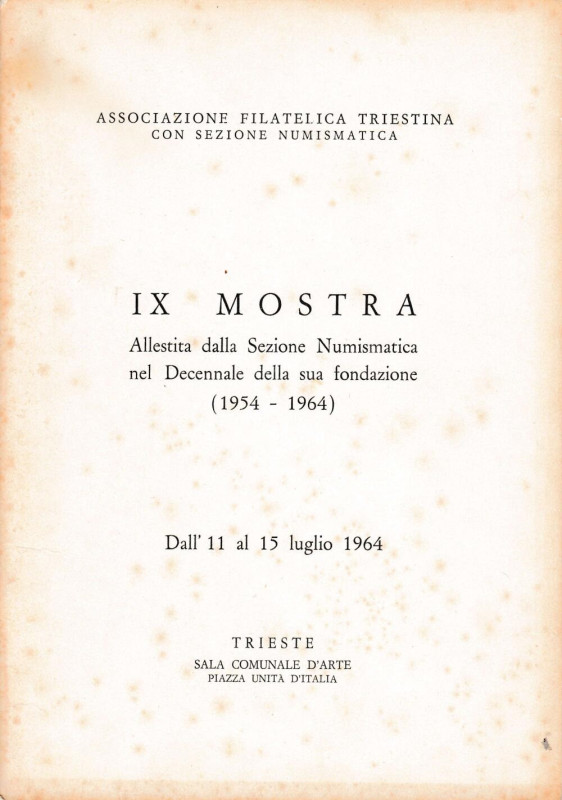 ASSOCIAZIONE FILATELICA TRIESTINA
CON SEZIONE NUMISMATICA
IX MOSTRA
Allestita dalla Sezione Numismatica
nel Decennale della sua fondazione
(1954 - 1964)
Dall' 11 al 15 luglio 1964
TRIESTE
SALA COMUNALE D'ARTE
PIAZZA UNITÀ D'ITALIA